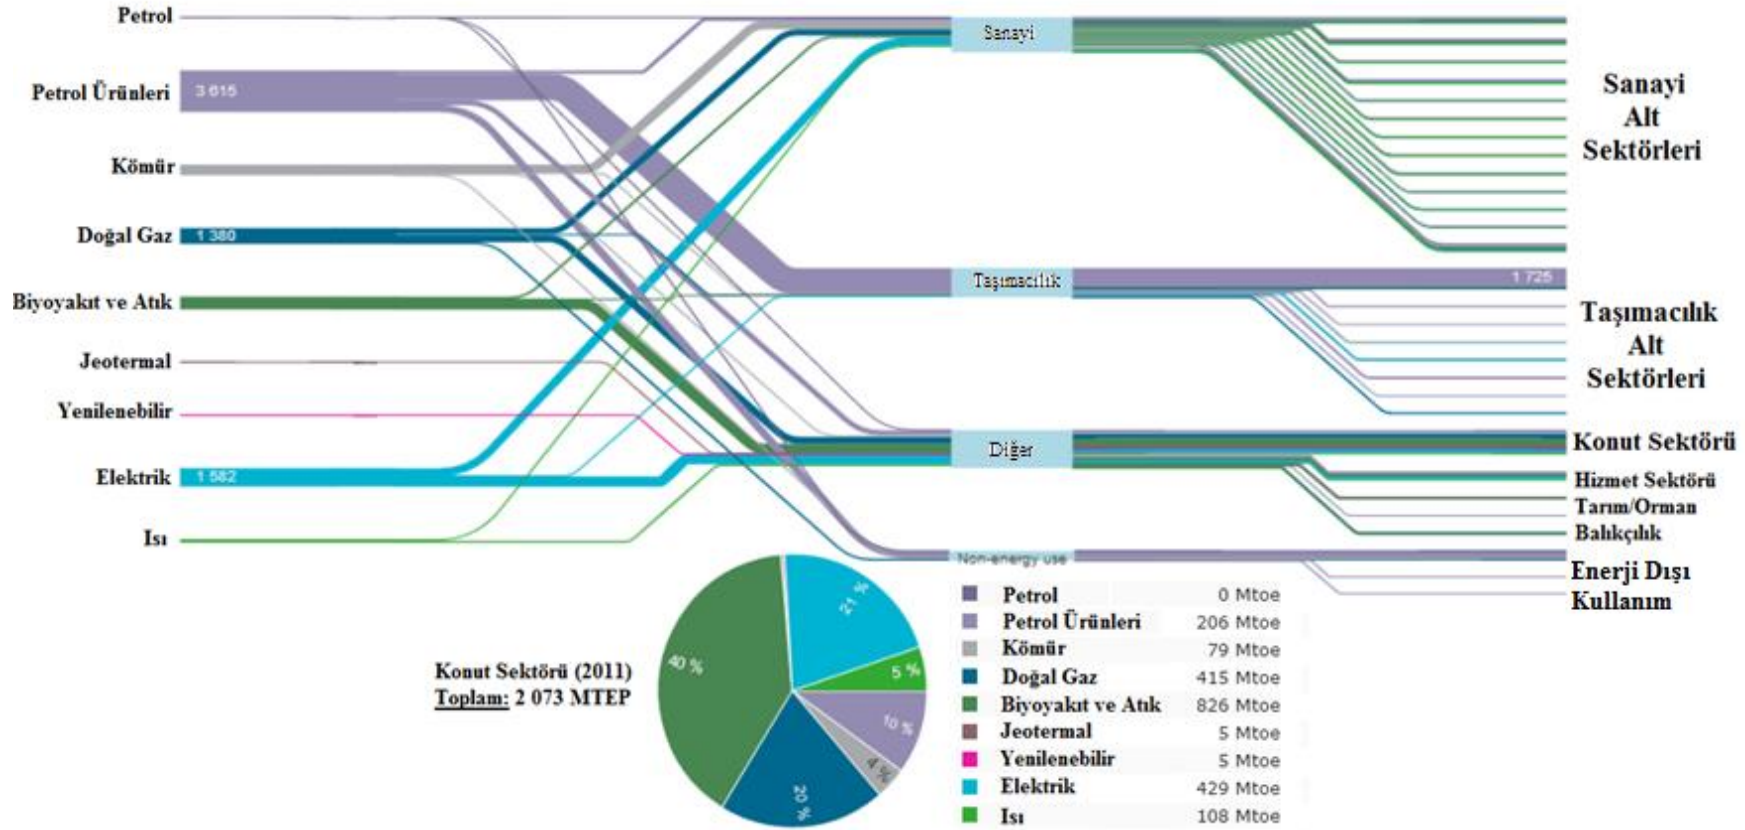 Petrol
Petrol Ürünleri
3 615
Kömür
Doğal Gaz
1 380
Biyoyakıt ve Atık
Jeotermal
Yenilenebilir
Elektrik
1 582
Isı
Sanayi
Taşımacılık
Diğer
Non-energy use
Sanayi
Alt
Sektörleri
1 725
Taşımacılık
Alt
Sektörleri
Konut Sektörü
Hizmet Sektörü
Tarım/Orman
Balıkçılık
Enerji Dışı
Kullanım
Konut Sektörü (2011)
Toplam: 2 073 MTEP
21 %
5 %
10 %
4 %
20 %
40 %
Petrol 0 Mtoe
Petrol Ürünleri 206 Mtoe
Kömür 79 Mtoe
Doğal Gaz 415 Mtoe
Biyoyakıt ve Atık 826 Mtoe
Jeotermal 5 Mtoe
Yenilenebilir 5 Mtoe
Elektrik 429 Mtoe
Isı 108 Mtoe